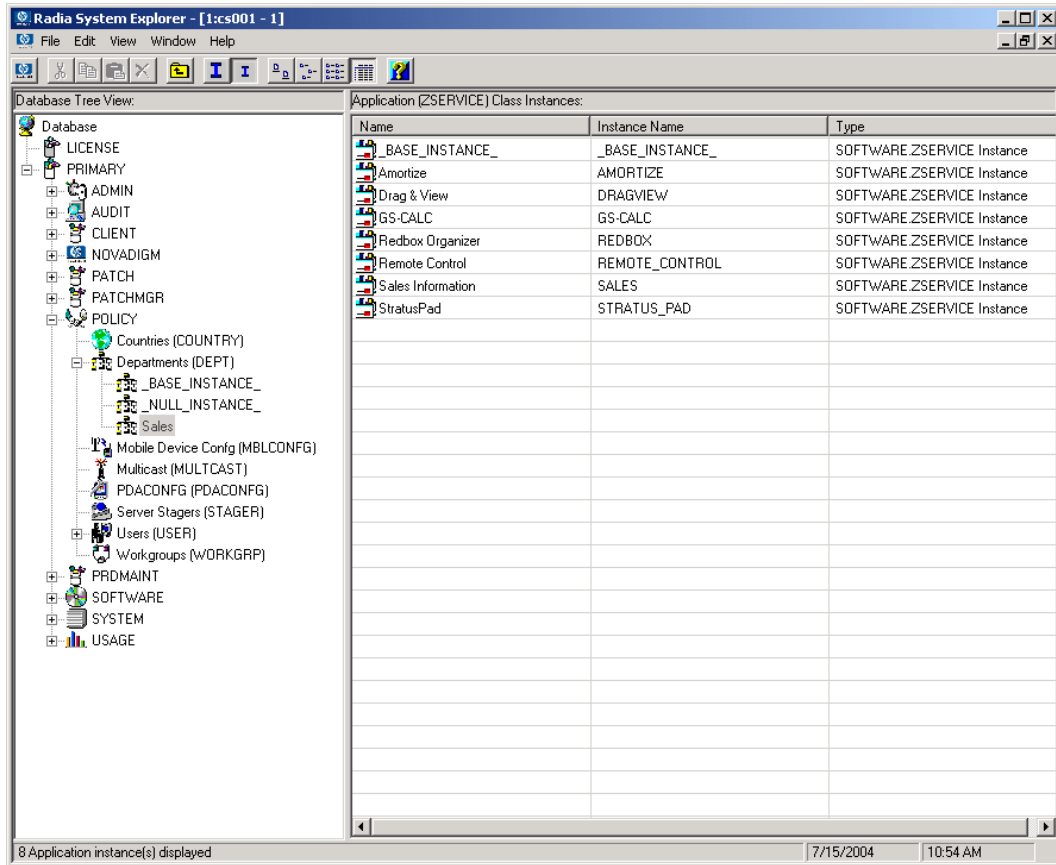 Radia System Explorer - [1:cs001 - 1]
File Edit View Window Help
Database Tree View:
Application (ZSERVICE) Class Instances:
Database
LICENSE
PRIMARY
ADMIN
AUDIT
CLIENT
NOVADIGM
PATCH
PATCHMGR
POLICY
Countries (COUNTRY)
Departments (DEPT)
_BASE_INSTANCE_
_NULL_INSTANCE_
Sales
Mobile Device Confg (MBLCONFG)
Multicast (MULTCAST)
PDACONFG (PDACONFG)
Server Stagers (STAGER)
Users (USER)
Workgroups (WORKGRP)
PRDMAINT
SOFTWARE
SYSTEM
USAGE
Name Instance Name Type
_BASE_INSTANCE_ _BASE_INSTANCE_ SOFTWARE.ZSERVICE Instance
Amortize AMORTIZE SOFTWARE.ZSERVICE Instance
Drag & View DRAGVIEW SOFTWARE.ZSERVICE Instance
GS-CALC GS-CALC SOFTWARE.ZSERVICE Instance
Redbox Organizer REDBOX SOFTWARE.ZSERVICE Instance
Remote Control REMOTE_CONTROL SOFTWARE.ZSERVICE Instance
Sales Information SALES SOFTWARE.ZSERVICE Instance
StratusPad STRATUS_PAD SOFTWARE.ZSERVICE Instance
8 Application instance(s) displayed 7/15/2004 10:54 AM